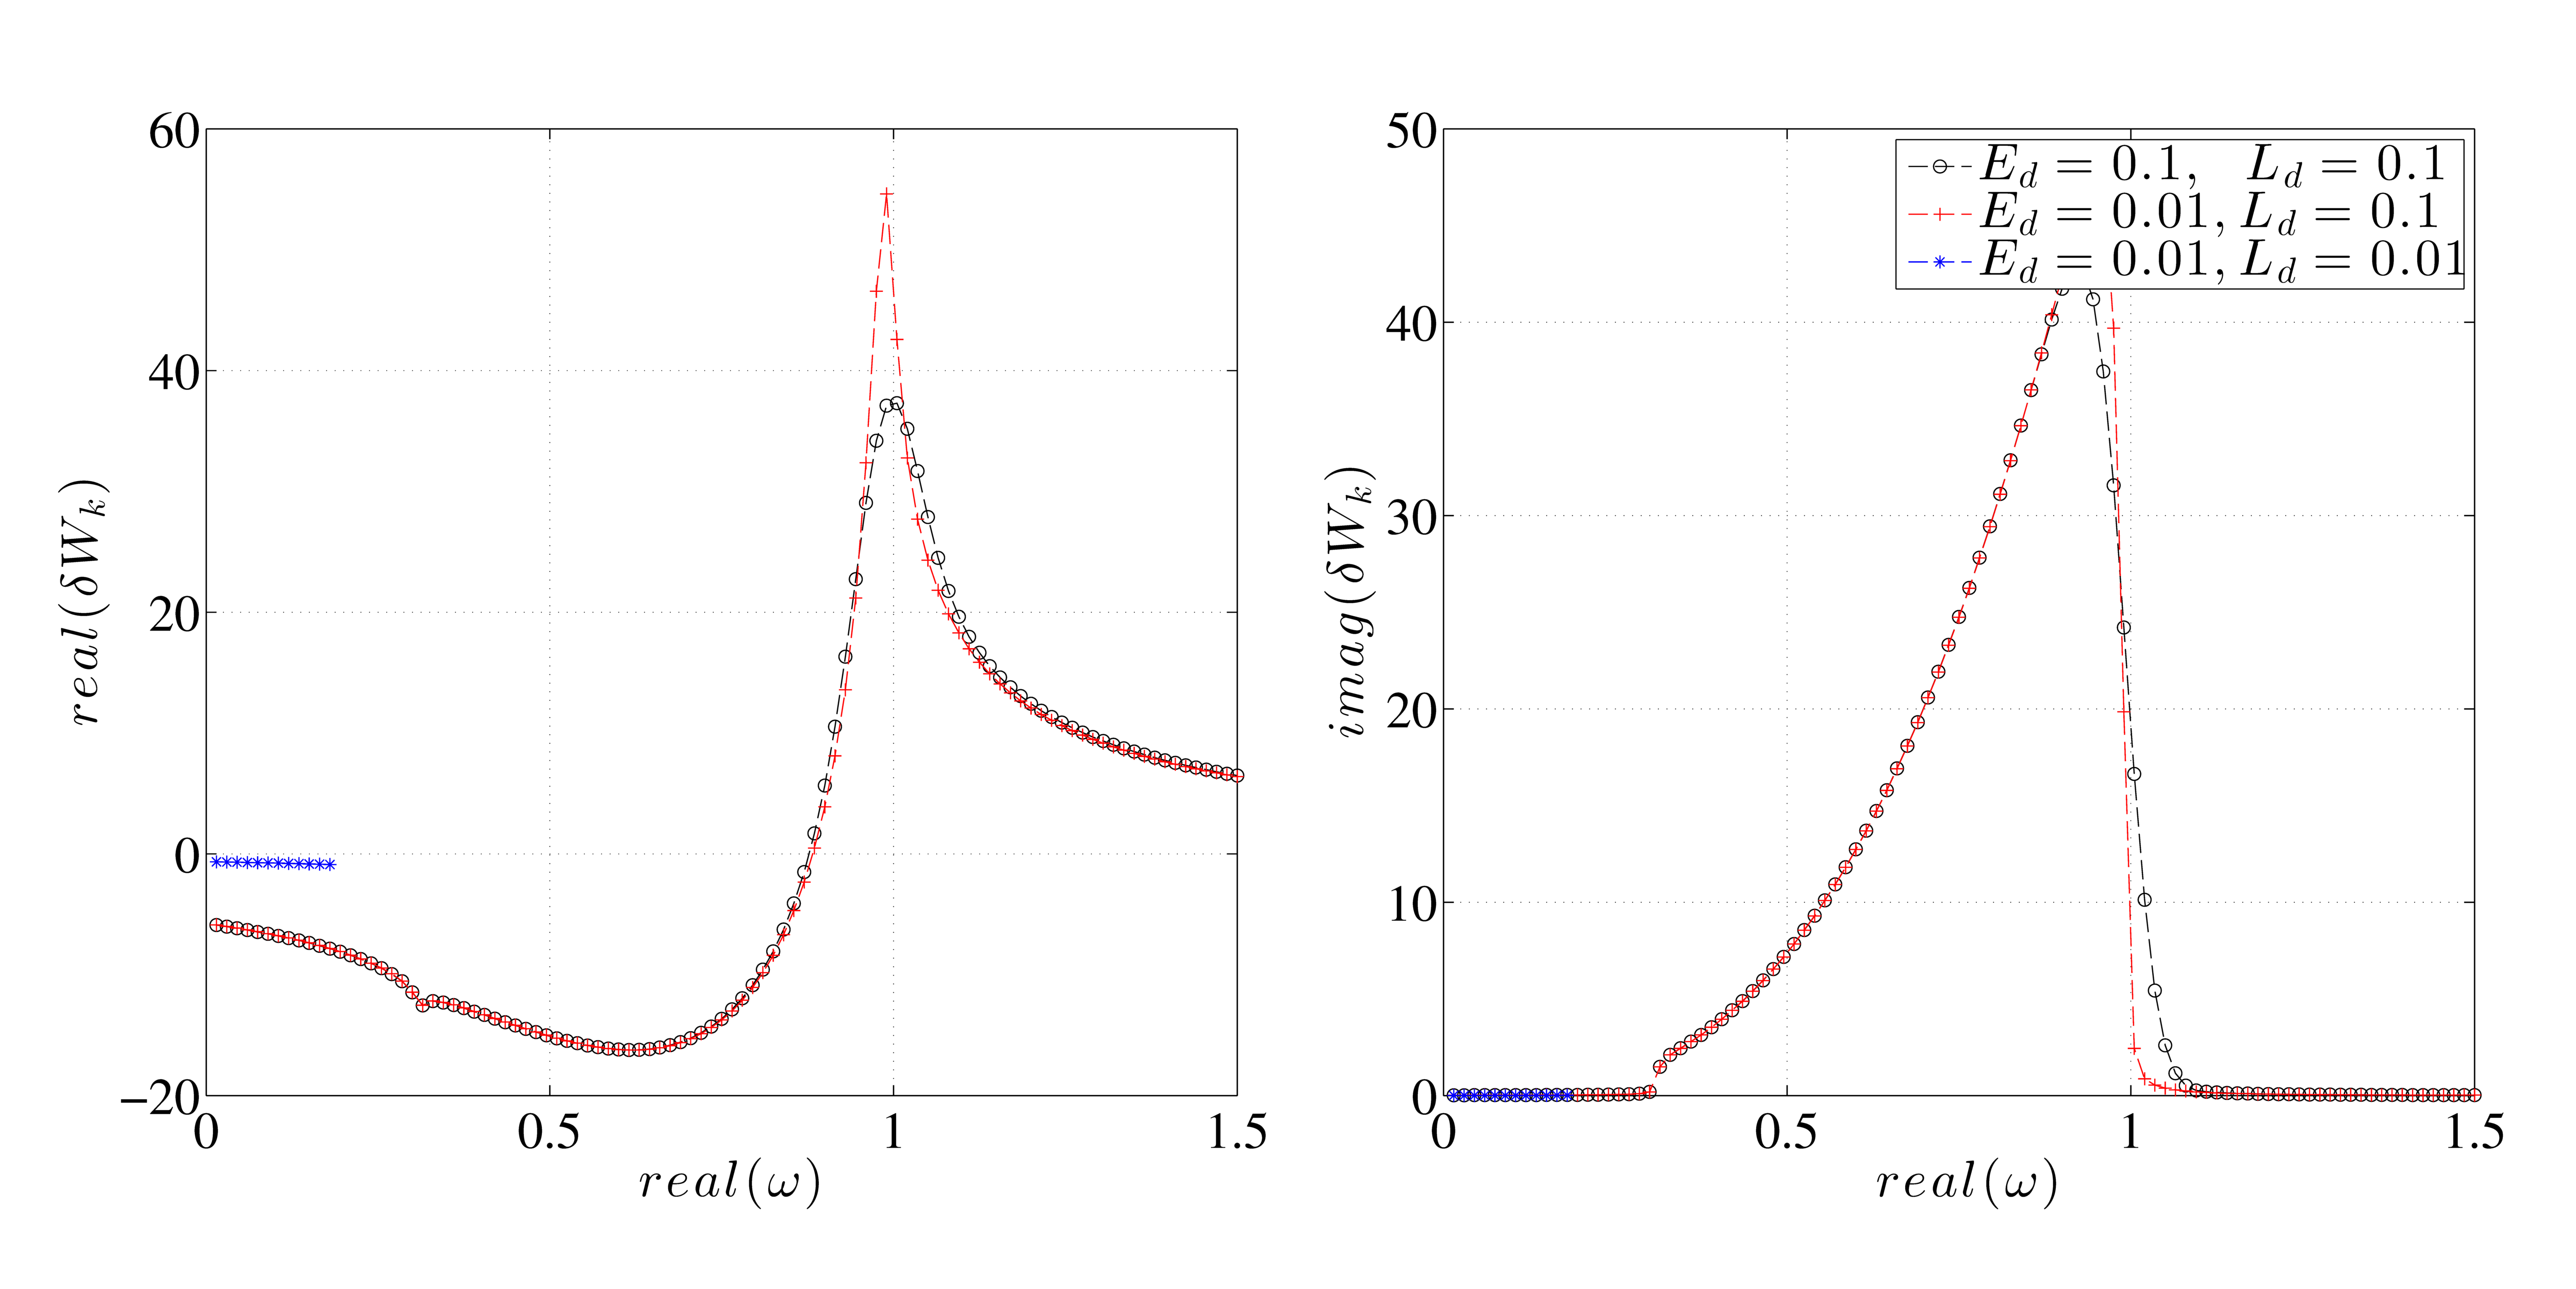 60
40
20
0
−20
0 0.5 1 1.5
real(ω)
real(δW_k)
50
40
30
20
10
0
0 0.5 1 1.5
real(ω)
imag(δW_k)
E_d = 0.1, L_d = 0.1
E_d = 0.01, L_d = 0.1
E_d = 0.01, L_d = 0.01